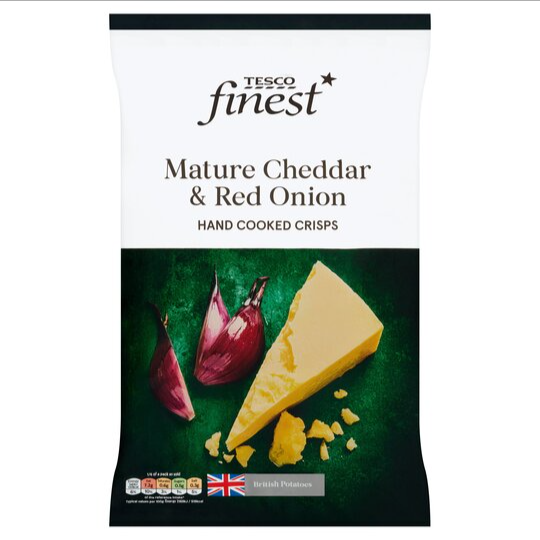 TESCO
finest*
Mature Cheddar
& Red Onion
HAND COOKED CRISPS
British Potatoes